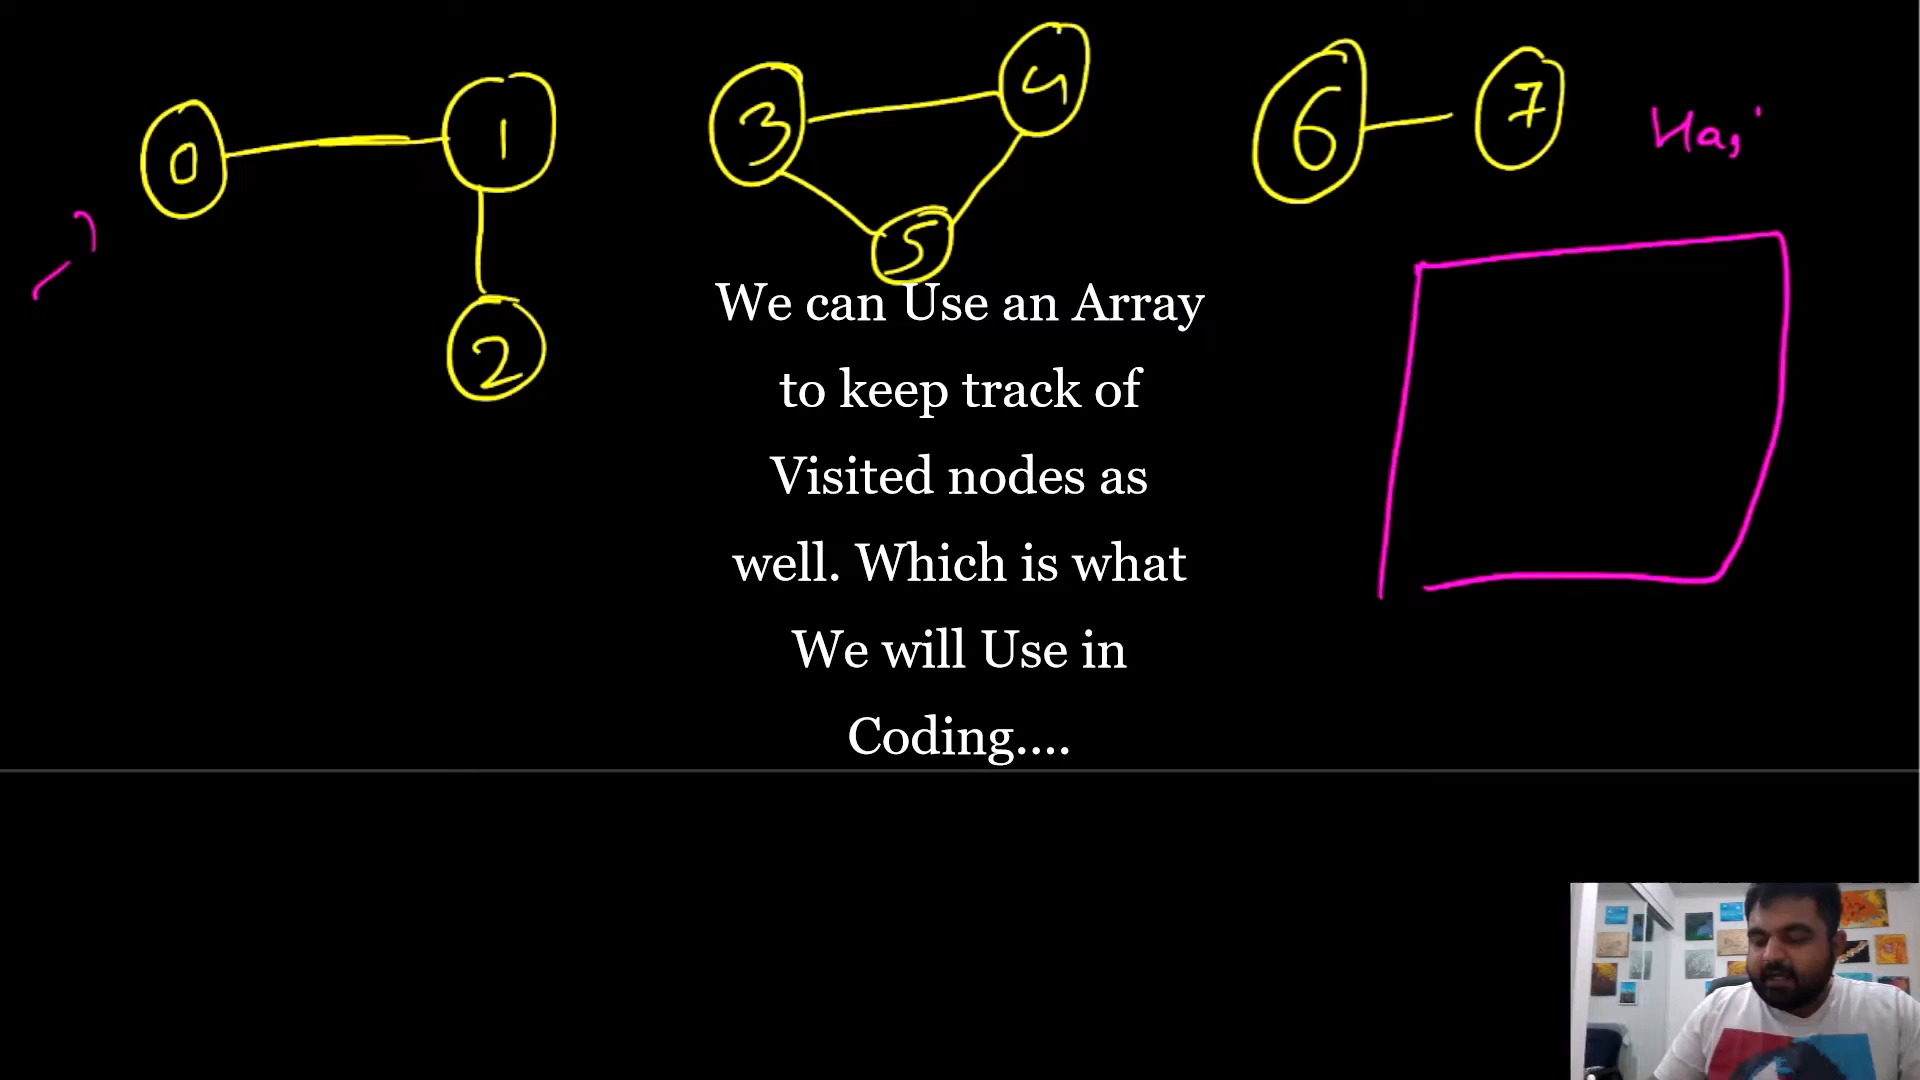 0 1 3 4 6 7
5
2
We can Use an Array
to keep track of
Visited nodes as
well. Which is what
We will Use in
Coding....